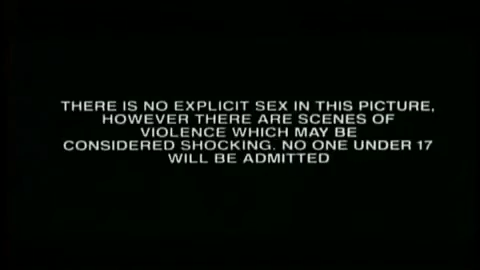 THERE IS NO EXPLICIT SEX IN THIS PICTURE,
HOWEVER THERE ARE SCENES OF
VIOLENCE WHICH MAY BE
CONSIDERED SHOCKING. NO ONE UNDER 17
WILL BE ADMITTED